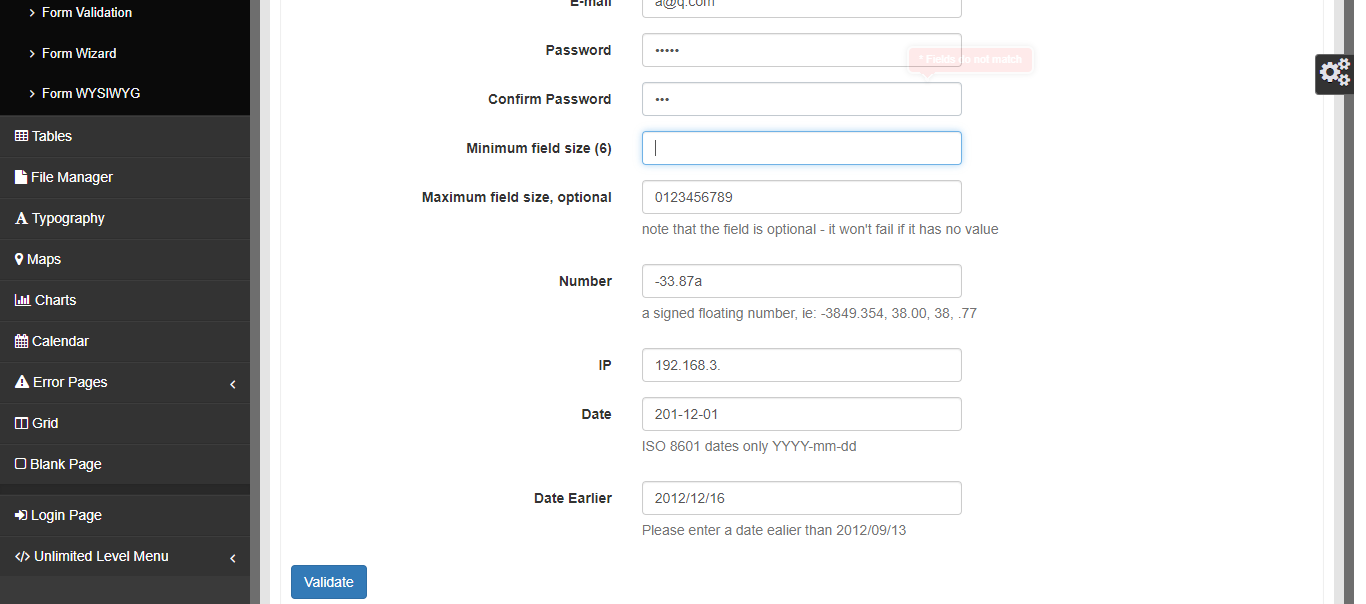 Form Validation
Form Wizard
Form WYSIWYG
Tables
File Manager
Typography
Maps
Charts
Calendar
Error Pages
Grid
Blank Page
Login Page
Unlimited Level Menu
E-mail
a@q.com
Password
•••••
* Fields do not match
Confirm Password
•••
Minimum field size (6)
Maximum field size, optional
0123456789
note that the field is optional - it won't fail if it has no value
Number
-33.87a
a signed floating number, ie: -3849.354, 38.00, 38, .77
IP
192.168.3.
Date
201-12-01
ISO 8601 dates only YYYY-mm-dd
Date Earlier
2012/12/16
Please enter a date ealier than 2012/09/13
Validate